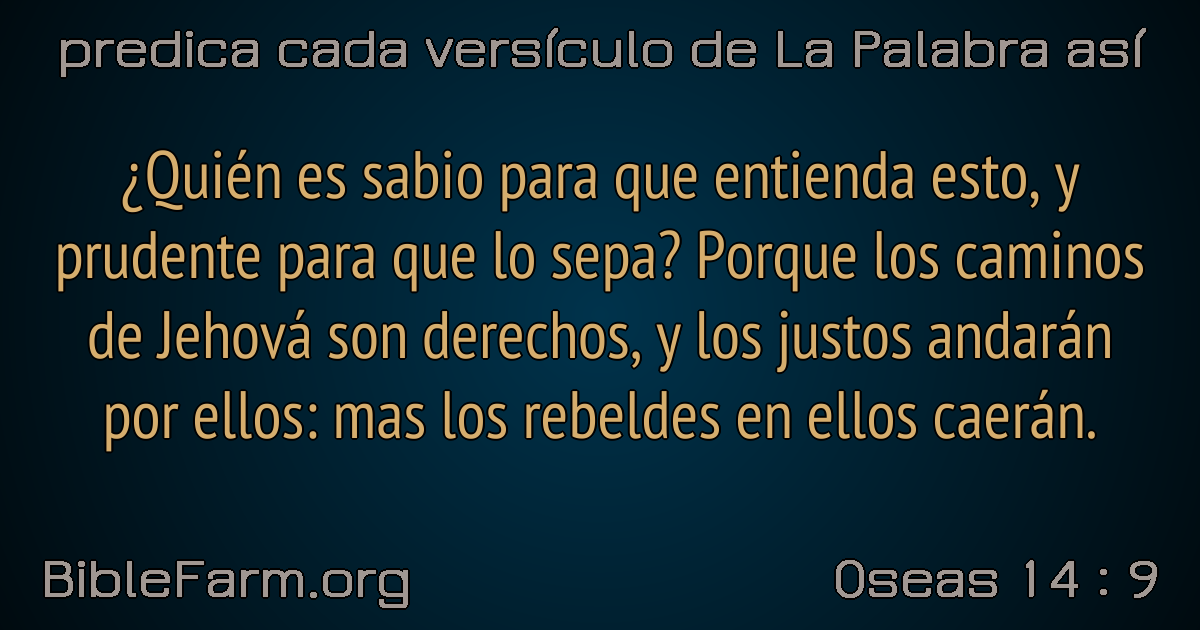 predica cada versículo de La Palabra así
¿Quién es sabio para que entienda esto, y
prudente para que lo sepa? Porque los caminos
de Jehová son derechos, y los justos andarán
por ellos: mas los rebeldes en ellos caerán.
BibleFarm.org
Oseas 14 : 9